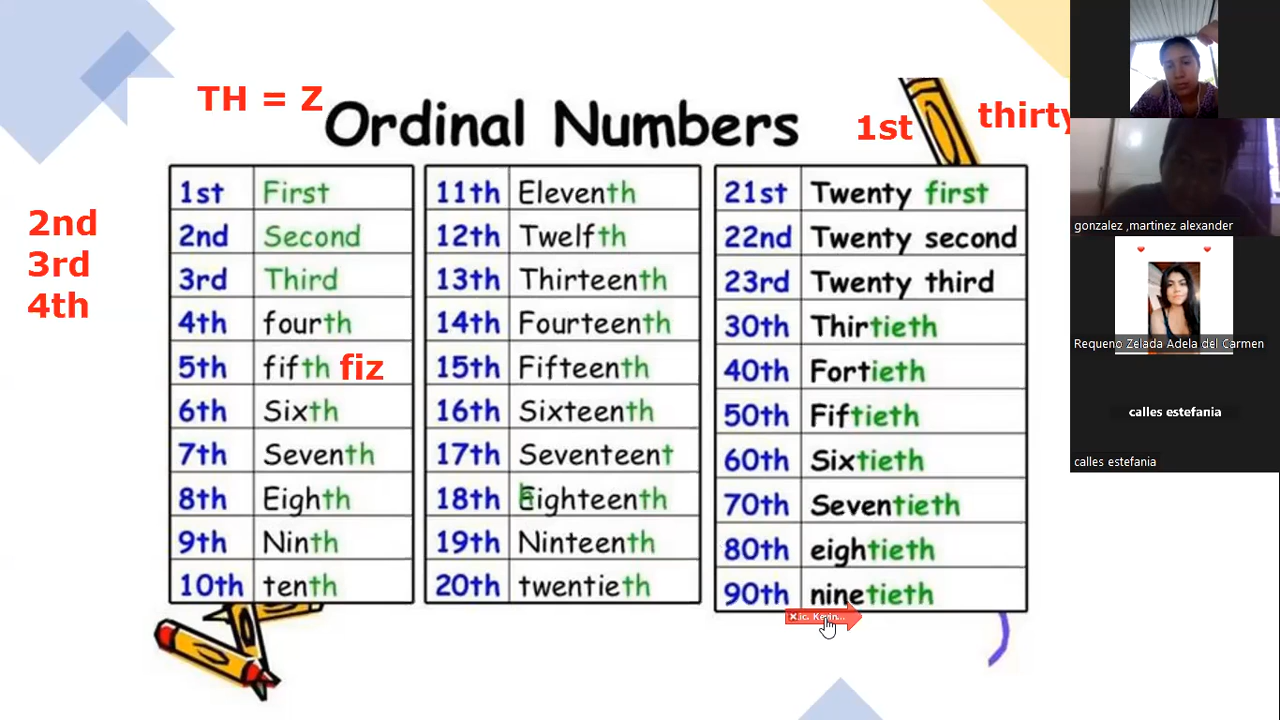 TH = Z
Ordinal Numbers
1st
thirty
2nd
3rd
4th
1st First
2nd Second
3rd Third
4th fourth
5th fifth fiz
6th Sixth
7th Seventh
8th Eighth
9th Ninth
10th tenth
11th Eleventh
12th Twelfth
13th Thirteenth
14th Fourteenth
15th Fifteenth
16th Sixteenth
17th Seventeent
h
18th Eighteenth
19th Ninteenth
20th twentieth
21st Twenty first
22nd Twenty second
23rd Twenty third
30th Thirtieth
40th Fortieth
50th Fiftieth
60th Sixtieth
70th Seventieth
80th eightieth
90th ninetieth
gonzalez ,martinez alexander
Requeno Zelada Adela del Carmen
calles estefania
calles estefania